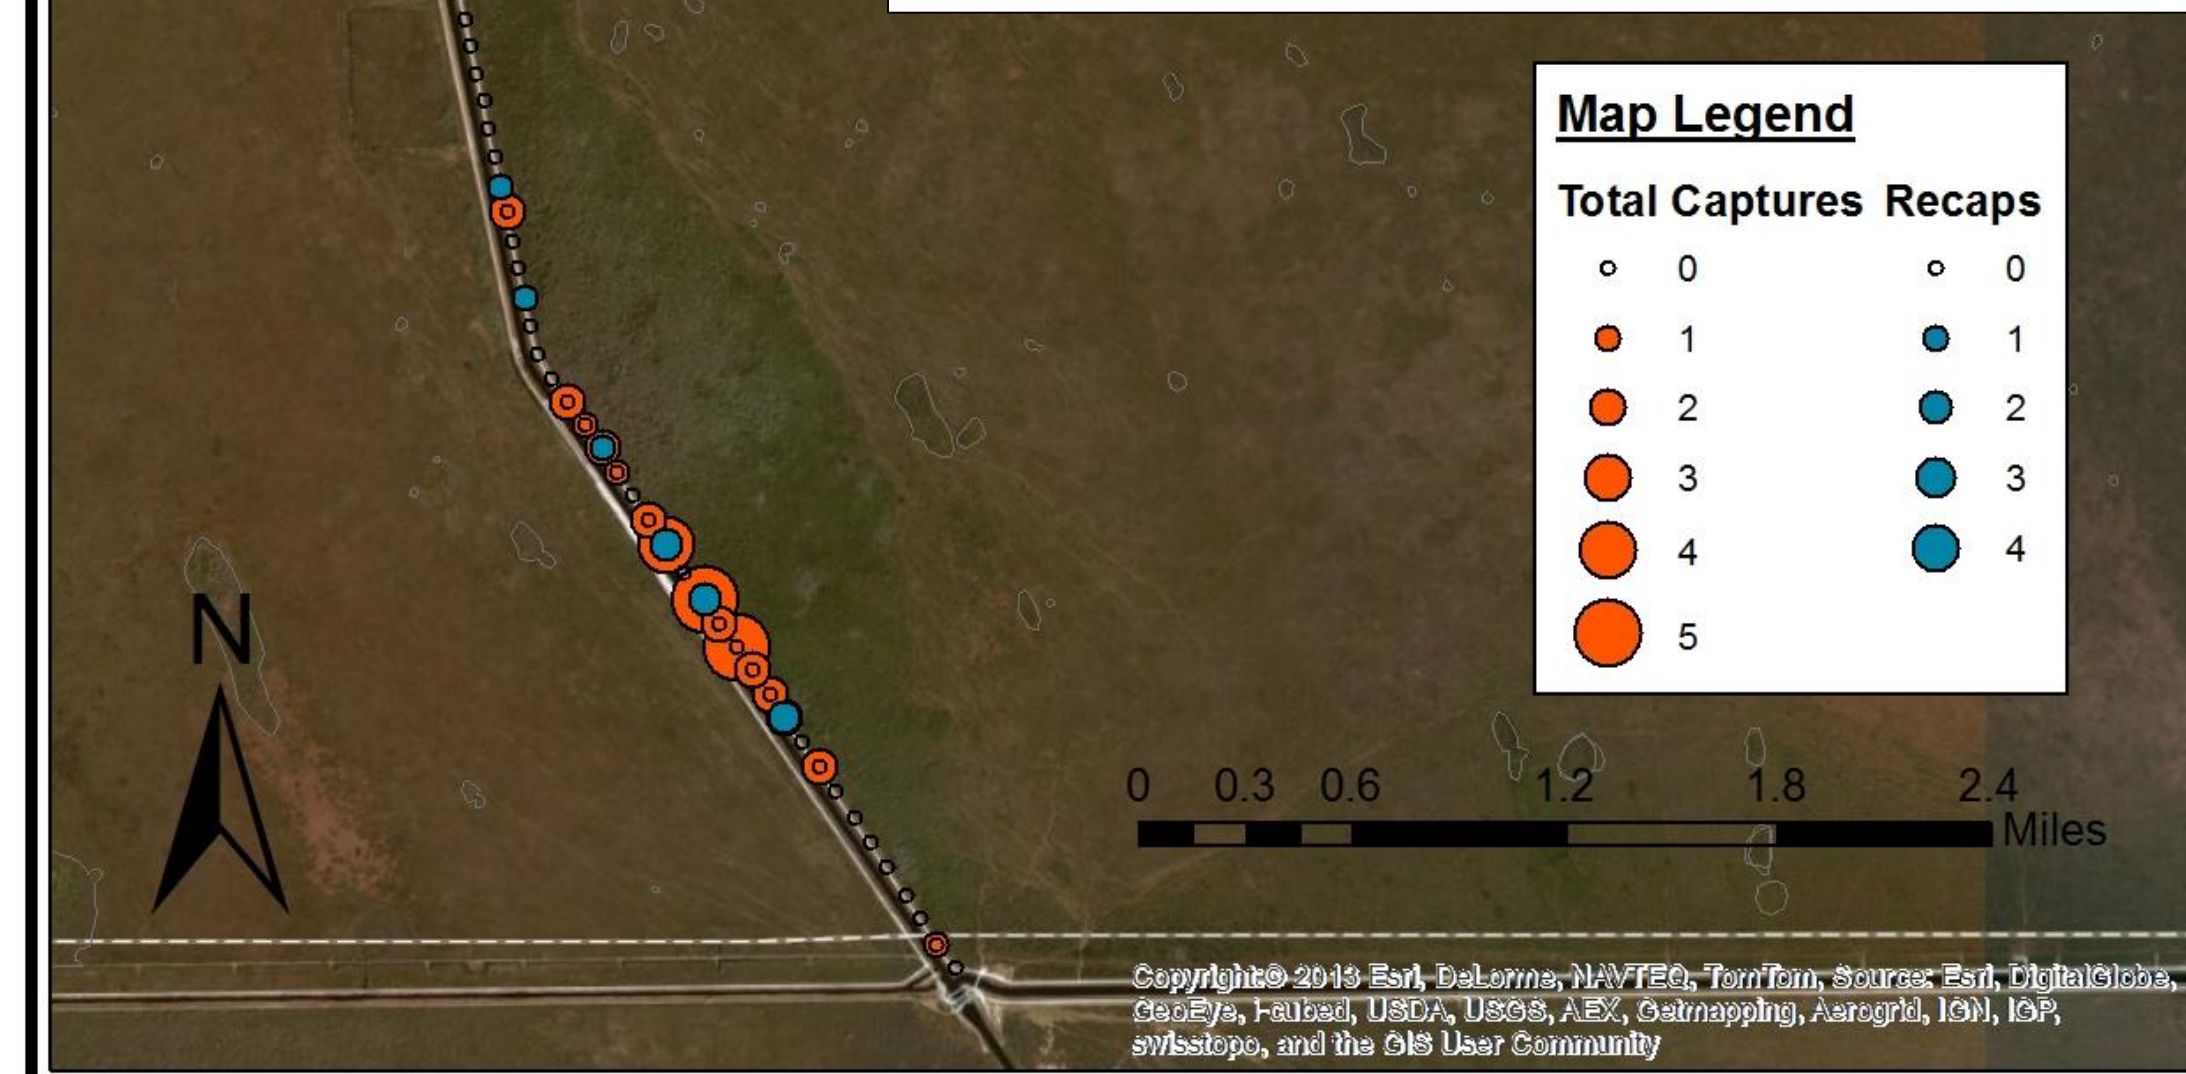 Map Legend
Total Captures Recaps
0 0
1 1
2 2
3 3
4 4
5
N
0 0.3 0.6 1.2 1.8 2.4
Miles
Copyright:© 2013 Esri, DeLorme, NAVTEQ, TomTom, Source: Esri, DigitalGlobe,
GeoEye, i-cubed, USDA, USGS, AEX, Getmapping, Aerogrid, IGN, IGP,
swisstopo, and the GIS User Community